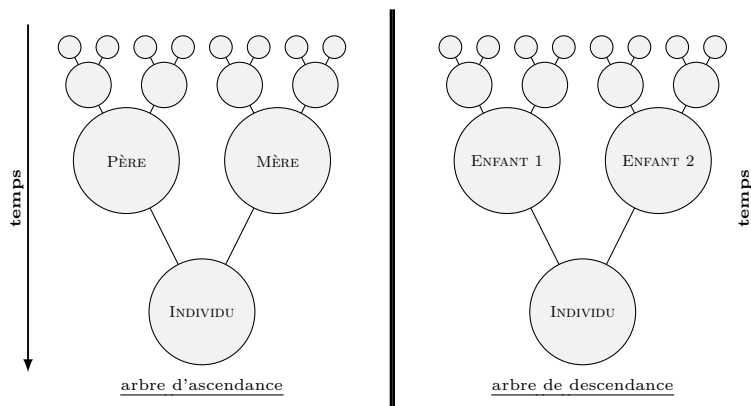 PÈRE
MÈRE
INDIVIDU
temps
arbre d'ascendance
ENFANT 1
ENFANT 2
INDIVIDU
temps
arbre de descendance